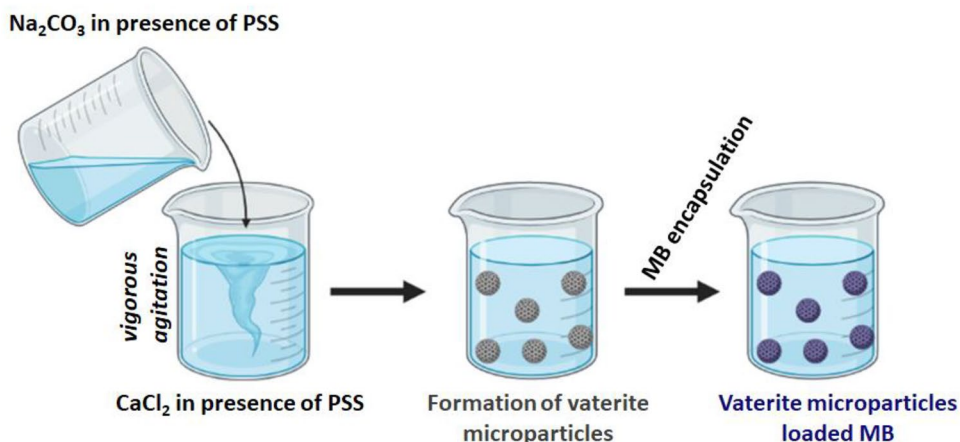 Na₂CO₃ in presence of PSS
vigorous
agitation
CaCl₂ in presence of PSS
Formation of vaterite
microparticles
MB encapsulation
Vaterite microparticles
loaded MB